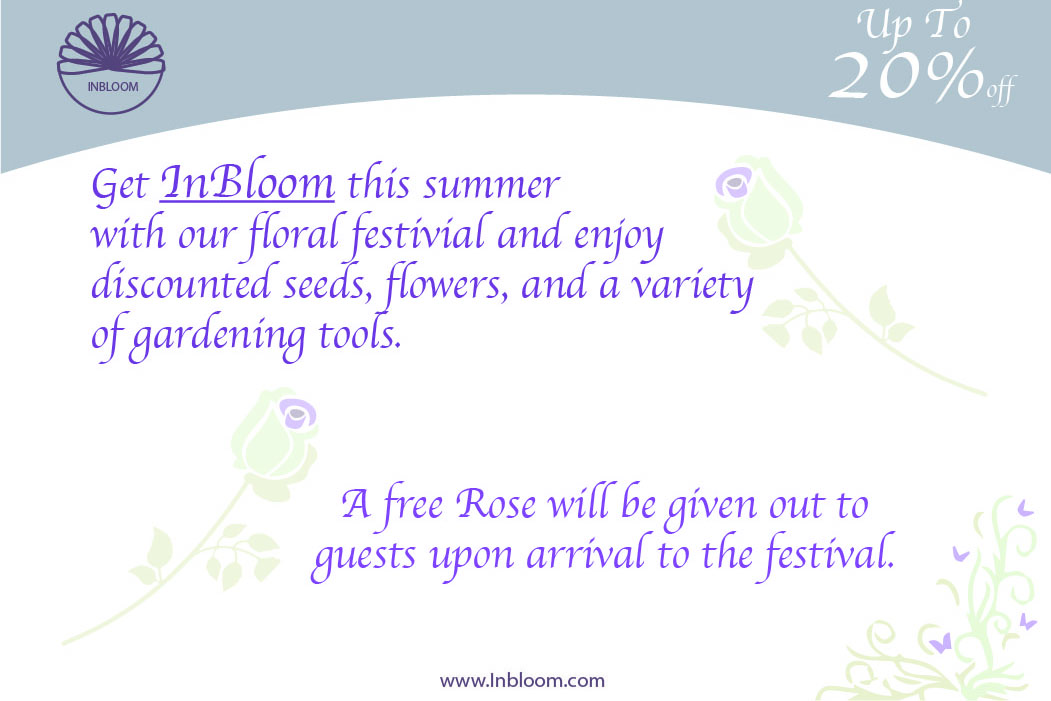 INBLOOM
Up To
20% off
Get InBloom this summer
with our floral festivial and enjoy
discounted seeds, flowers, and a variety
of gardening tools.
A free Rose will be given out to
guests upon arrival to the festival.
www.Inbloom.com